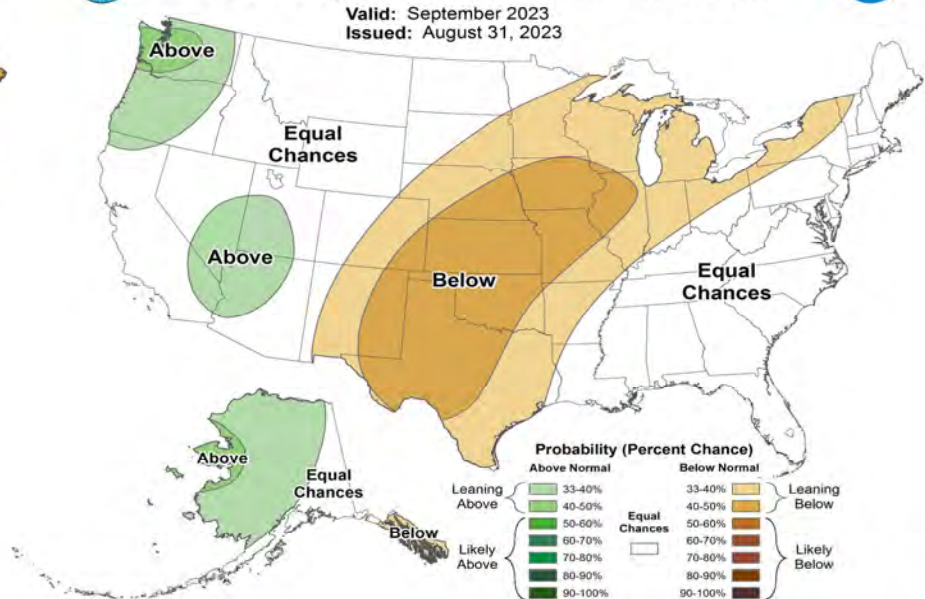 Valid: September 2023
Issued: August 31, 2023
Above
Equal
Chances
Above
Below
Equal
Chances
Above
Equal
Chances
Below
Probability (Percent Chance)
Above Normal
Below Normal
Leaning
Above
33-40%
40-50%
Likely
Above
50-60%
60-70%
70-80%
80-90%
90-100%
Equal
Chances
33-40%
40-50%
Leaning
Below
50-60%
60-70%
70-80%
80-90%
90-100%
Likely
Below